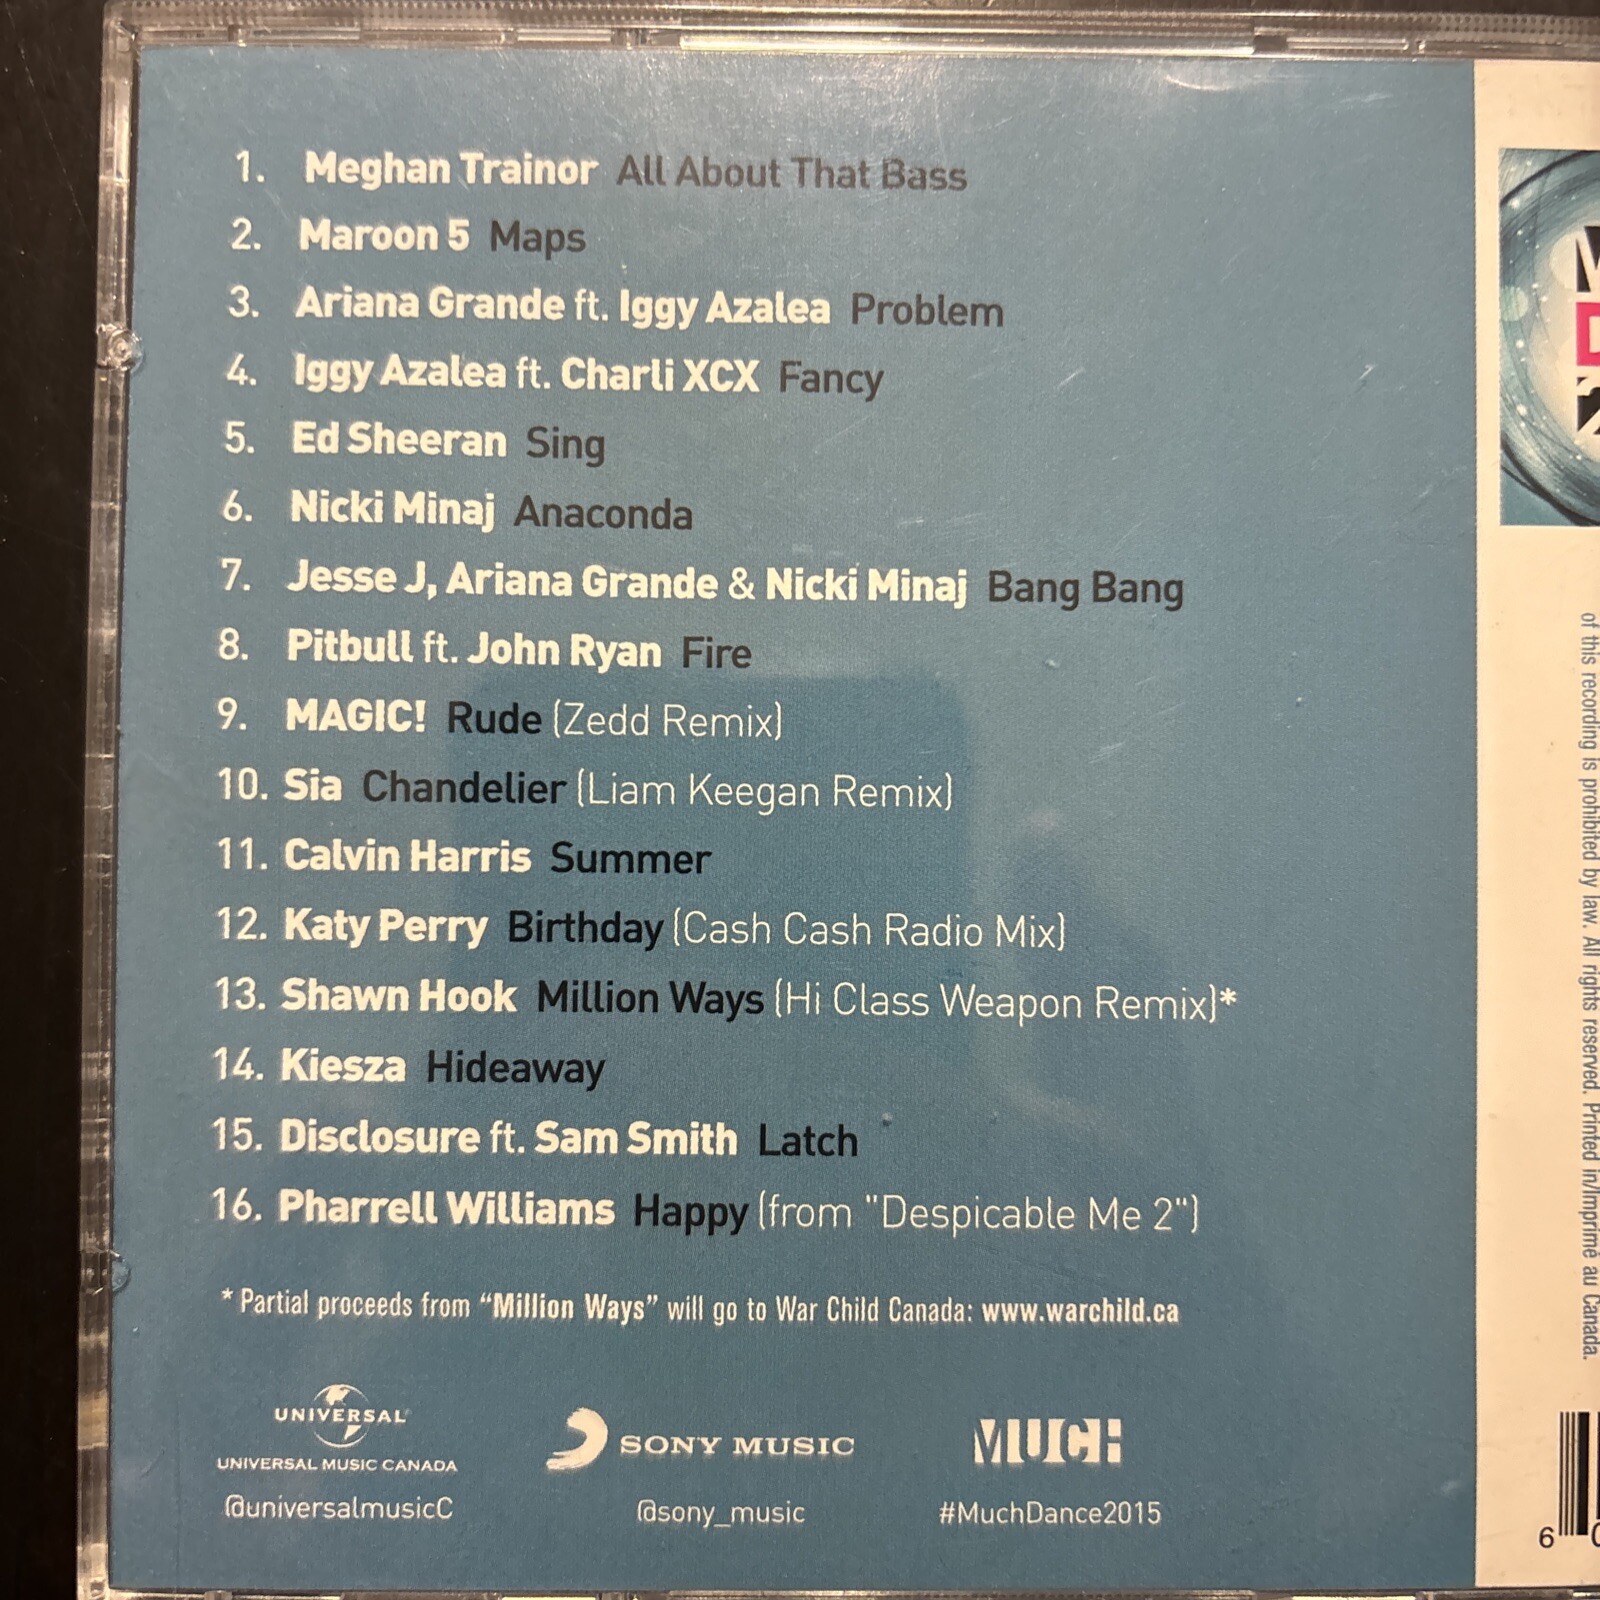 1. Meghan Trainor All About That Bass
2. Maroon 5 Maps
3. Ariana Grande ft. Iggy Azalea Problem
4. Iggy Azalea ft. Charli XCX Fancy
5. Ed Sheeran Sing
6. Nicki Minaj Anaconda
7. Jesse J, Ariana Grande & Nicki Minaj Bang Bang
8. Pitbull ft. John Ryan Fire
9. MAGIC! Rude (Zedd Remix)
10. Sia Chandelier (Liam Keegan Remix)
11. Calvin Harris Summer
12. Katy Perry Birthday (Cash Cash Radio Mix)
13. Shawn Hook Million Ways (Hi Class Weapon Remix)*
14. Kiesza Hideaway
15. Disclosure ft. Sam Smith Latch
16. Pharrell Williams Happy (from "Despicable Me 2")
* Partial proceeds from “Million Ways” will go to War Child Canada: www.warchild.ca
UNIVERSAL
UNIVERSAL MUSIC CANADA
@universalmusicC
SONY MUSIC
@sony_music
MUCH
#MuchDance2015
of this recording is prohibited by law. All rights reserved. Printed in/Imprimé au Canada.
6